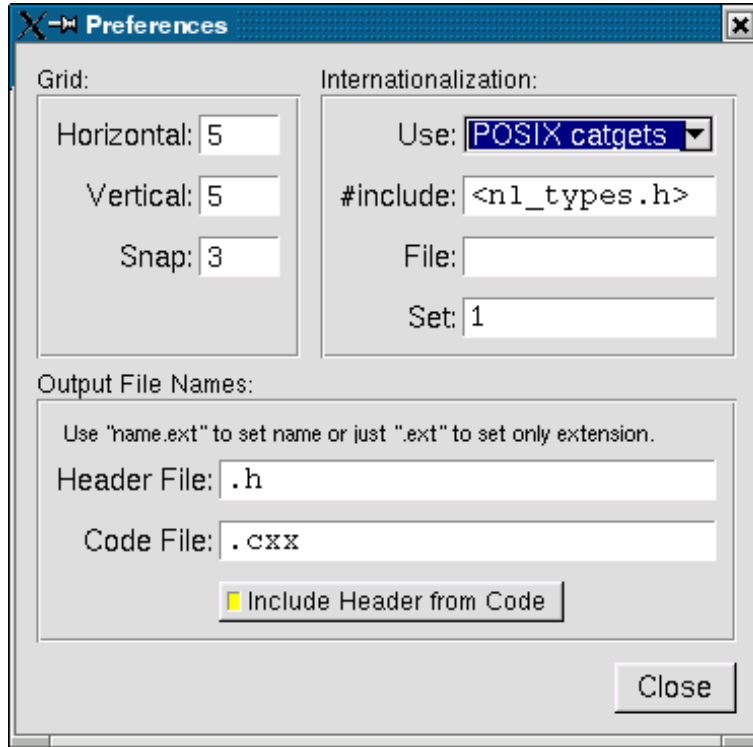 Preferences
Grid:
Horizontal: 5
Vertical: 5
Snap: 3
Internationalization:
Use: POSIX catgets
#include: <nl_types.h>
File:
Set: 1
Output File Names:
Use "name.ext" to set name or just ".ext" to set only extension.
Header File: .h
Code File: .cxx
Include Header from Code
Close